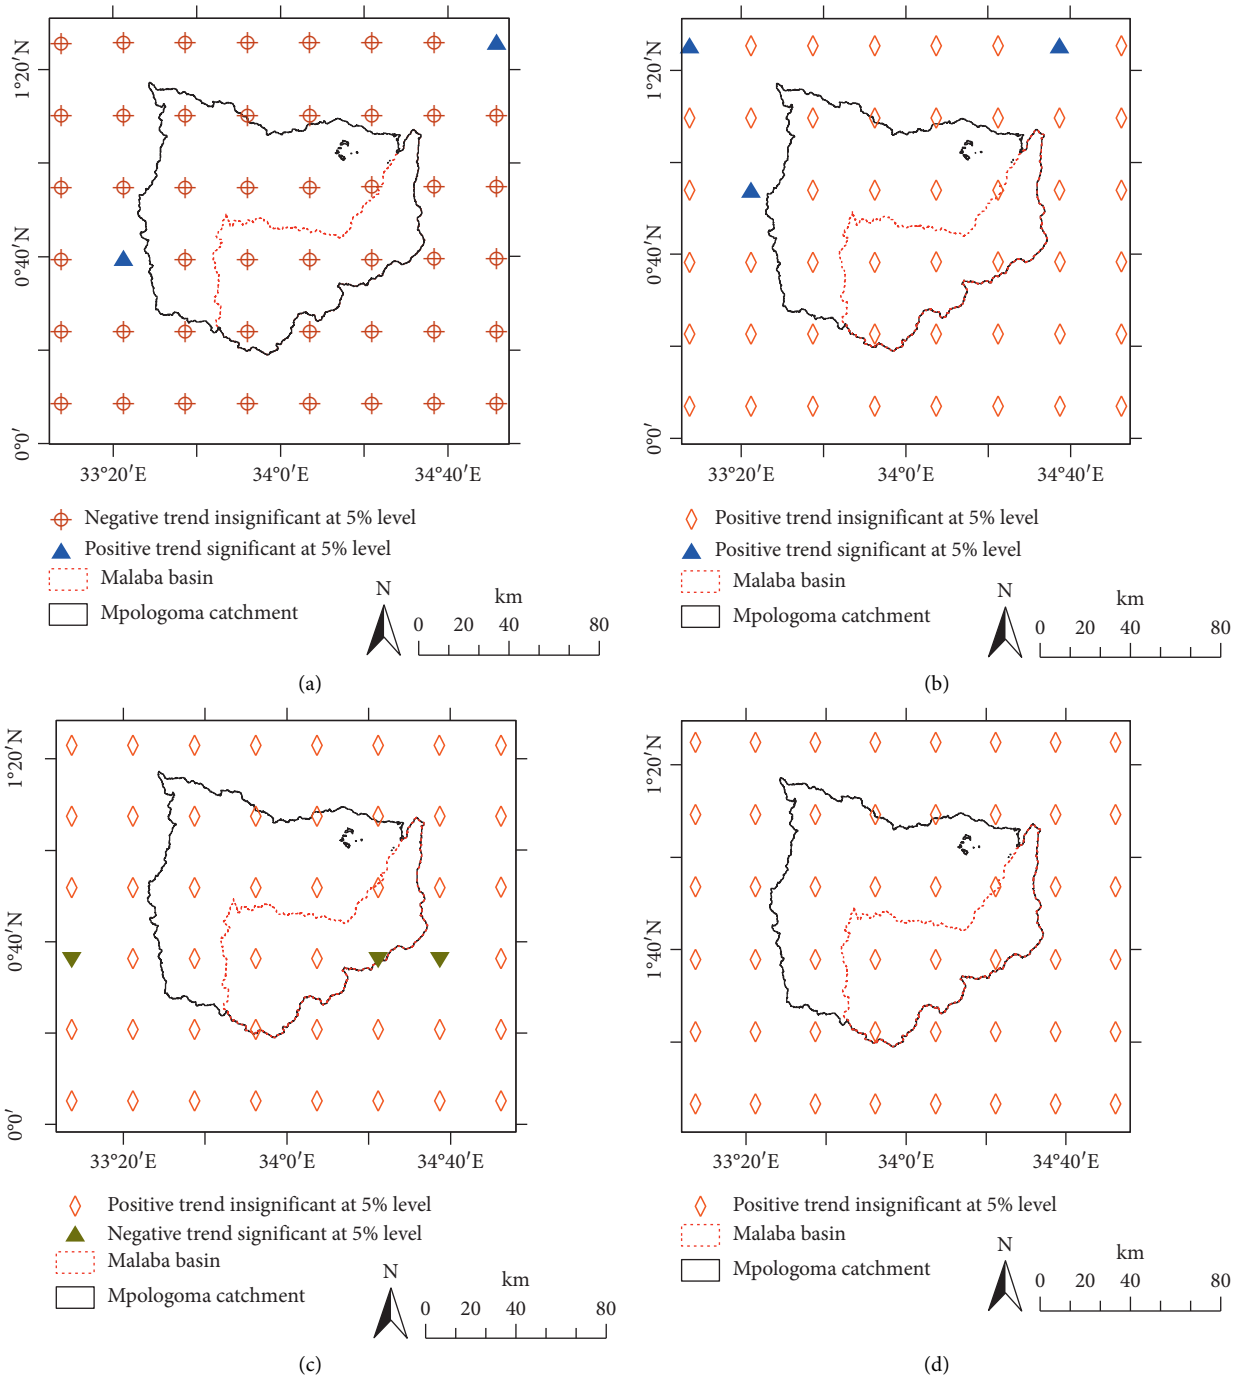 1°20′N
0°40′N
0°0′
33°20′E 34°0′E 34°40′E
Negative trend insignificant at 5% level
Positive trend significant at 5% level
Malaba basin
Mpologoma catchment
N
km
0 20 40 80
(a)
1°20′N
0°40′N
0°0′
33°20′E 34°0′E 34°40′E
Positive trend insignificant at 5% level
Positive trend significant at 5% level
Malaba basin
Mpologoma catchment
N
km
0 20 40 80
(b)
1°20′N
0°40′N
0°0′
33°20′E 34°0′E 34°40′E
Positive trend insignificant at 5% level
Negative trend significant at 5% level
Malaba basin
Mpologoma catchment
N
km
0 20 40 80
(c)
1°20′N
1°40′N
33°20′E 34°0′E 34°40′E
Positive trend insignificant at 5% level
Malaba basin
Mpologoma catchment
N
km
0 20 40 80
(d)